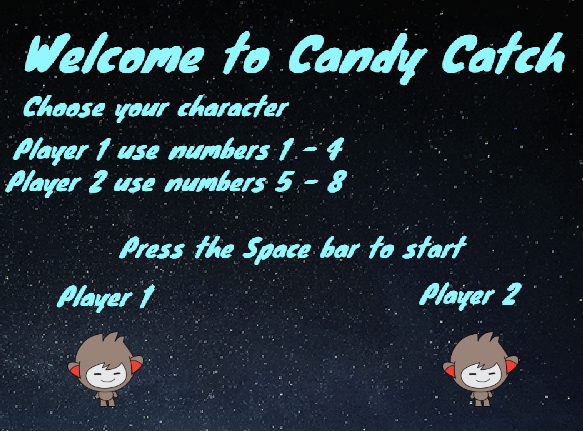 Welcome to Candy Catch
Choose your character
Player 1 use numbers 1 - 4
Player 2 use numbers 5 - 8
Press the Space bar to start
Player 1
Player 2